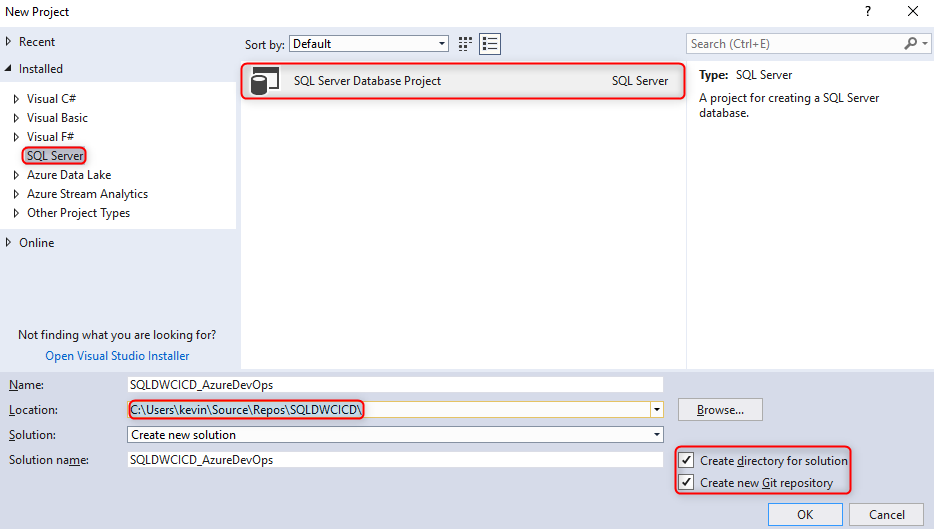 New Project
?
Recent
Installed
Visual C#
Visual Basic
Visual F#
SQL Server
Azure Data Lake
Azure Stream Analytics
Other Project Types
Online
Not finding what you are looking for?
Open Visual Studio Installer
Sort by: Default
SQL Server Database Project SQL Server
Search (Ctrl+E)
Type: SQL Server
A project for creating a SQL Server
database.
Name: SQLDWCICD_AzureDevOps
Location: C:\Users\kevin\Source\Repos\SQLDWCICD\
Browse...
Solution: Create new solution
Solution name: SQLDWCICD_AzureDevOps
Create directory for solution
Create new Git repository
OK Cancel